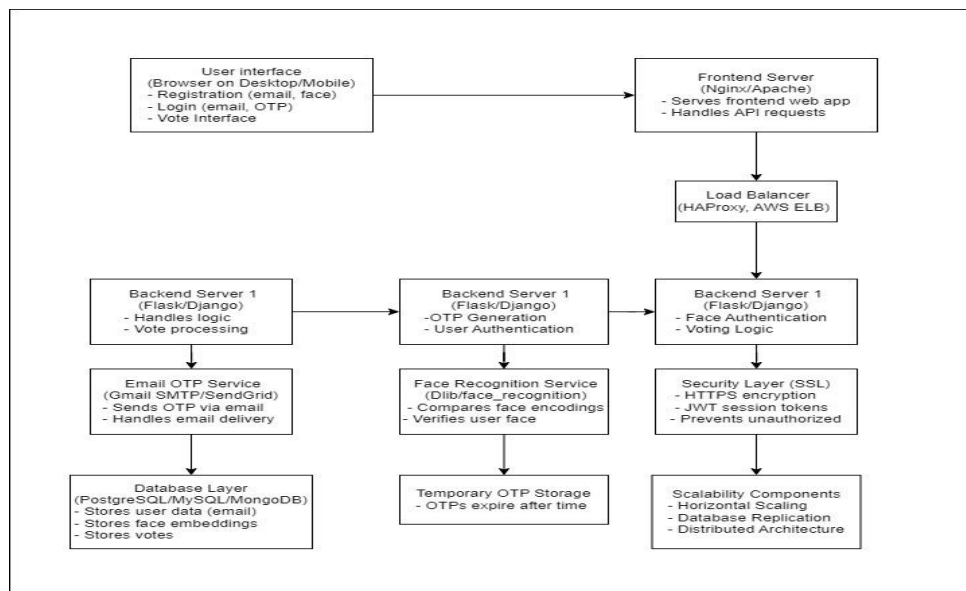 User interface
(Browser on Desktop/Mobile)
- Registration (email, face)
- Login (email, OTP)
- Vote Interface
Frontend Server
(Nginx/Apache)
- Serves frontend web app
- Handles API requests
Load Balancer
(HAProxy, AWS ELB)
Backend Server 1
(Flask/Django)
- Handles logic
- Vote processing
Backend Server 1
(Flask/Django)
-OTP Generation
- User Authentication
Backend Server 1
(Flask/Django)
- Face Authentication
- Voting Logic
Email OTP Service
(Gmail SMTP/SendGrid)
- Sends OTP via email
- Handles email delivery
Face Recognition Service
(Dlib/face_recognition)
- Compares face encodings
- Verifies user face
Security Layer (SSL)
- HTTPS encryption
- JWT session tokens
- Prevents unauthorized
Database Layer
(PostgreSQL/MySQL/MongoDB)
- Stores user data (email)
- Stores face embeddings
- Stores votes
Temporary OTP Storage
- OTPs expire after time
Scalability Components
- Horizontal Scaling
- Database Replication
- Distributed Architecture